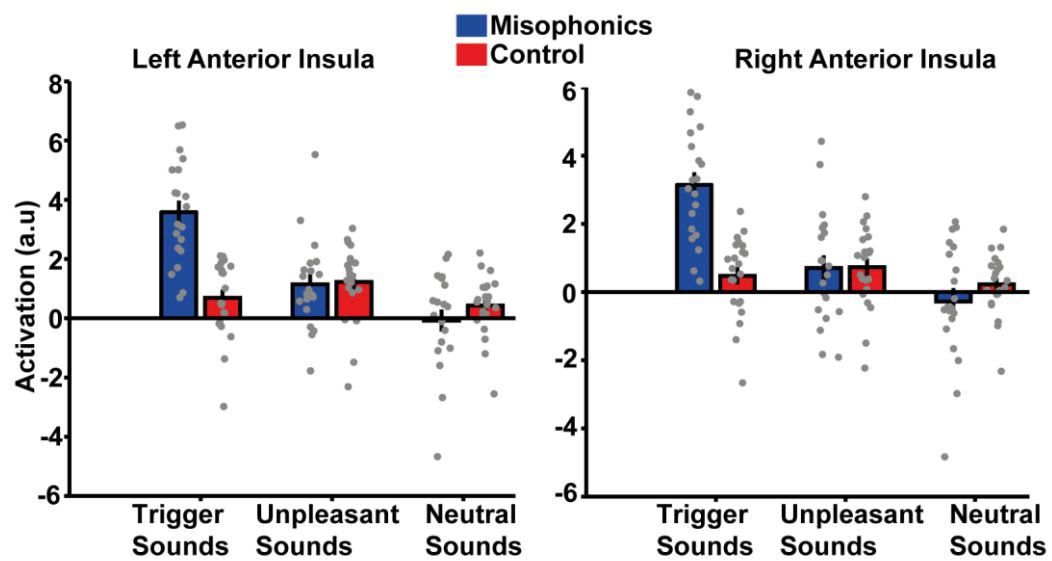 Misophonics
Control
Left Anterior Insula
Right Anterior Insula
Activation (a.u)
8
6
4
2
0
-2
-4
-6
6
4
2
0
-2
-4
-6
Trigger Sounds
Unpleasant Sounds
Neutral Sounds
Trigger Sounds
Unpleasant Sounds
Neutral Sounds